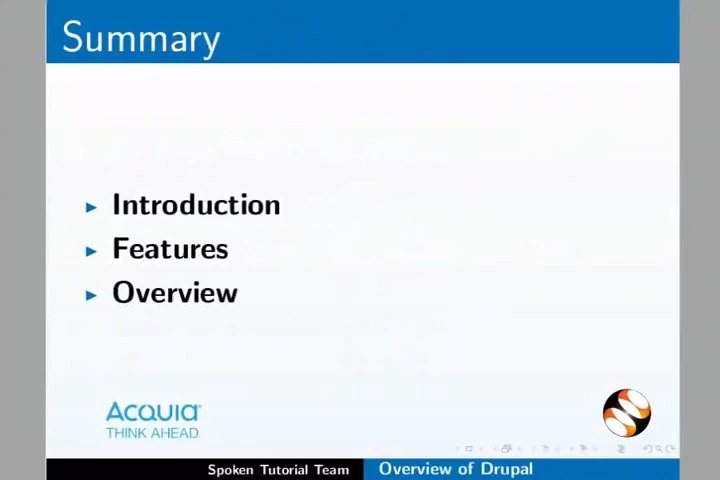 Summary
Introduction
Features
Overview
ACQUIA
THINK AHEAD
Spoken Tutorial Team
Overview of Drupal